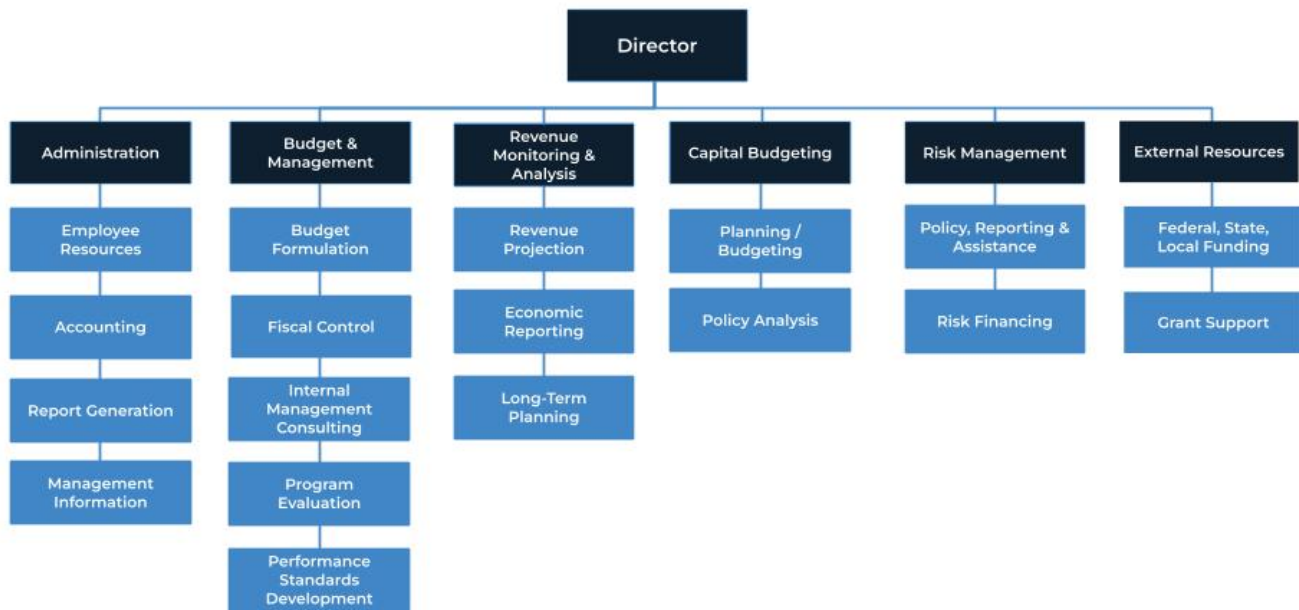 Director
Administration
Budget &
Management
Revenue
Monitoring &
Analysis
Capital Budgeting
Risk Management
External Resources
Employee
Resources
Accounting
Report Generation
Management
Information
Budget
Formulation
Fiscal Control
Internal
Management
Consulting
Program
Evaluation
Performance
Standards
Development
Revenue
Projection
Economic
Reporting
Long-Term
Planning
Planning /
Budgeting
Policy Analysis
Policy, Reporting &
Assistance
Risk Financing
Federal, State,
Local Funding
Grant Support